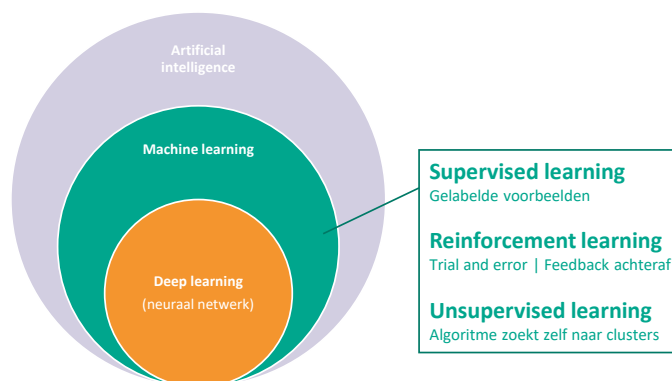 Artificial
intelligence
Machine learning
Deep learning
(neuraal netwerk)
Supervised learning
Gelabelde voorbeelden
Reinforcement learning
Trial and error | Feedback achteraf
Unsupervised learning
Algoritme zoekt zelf naar clusters